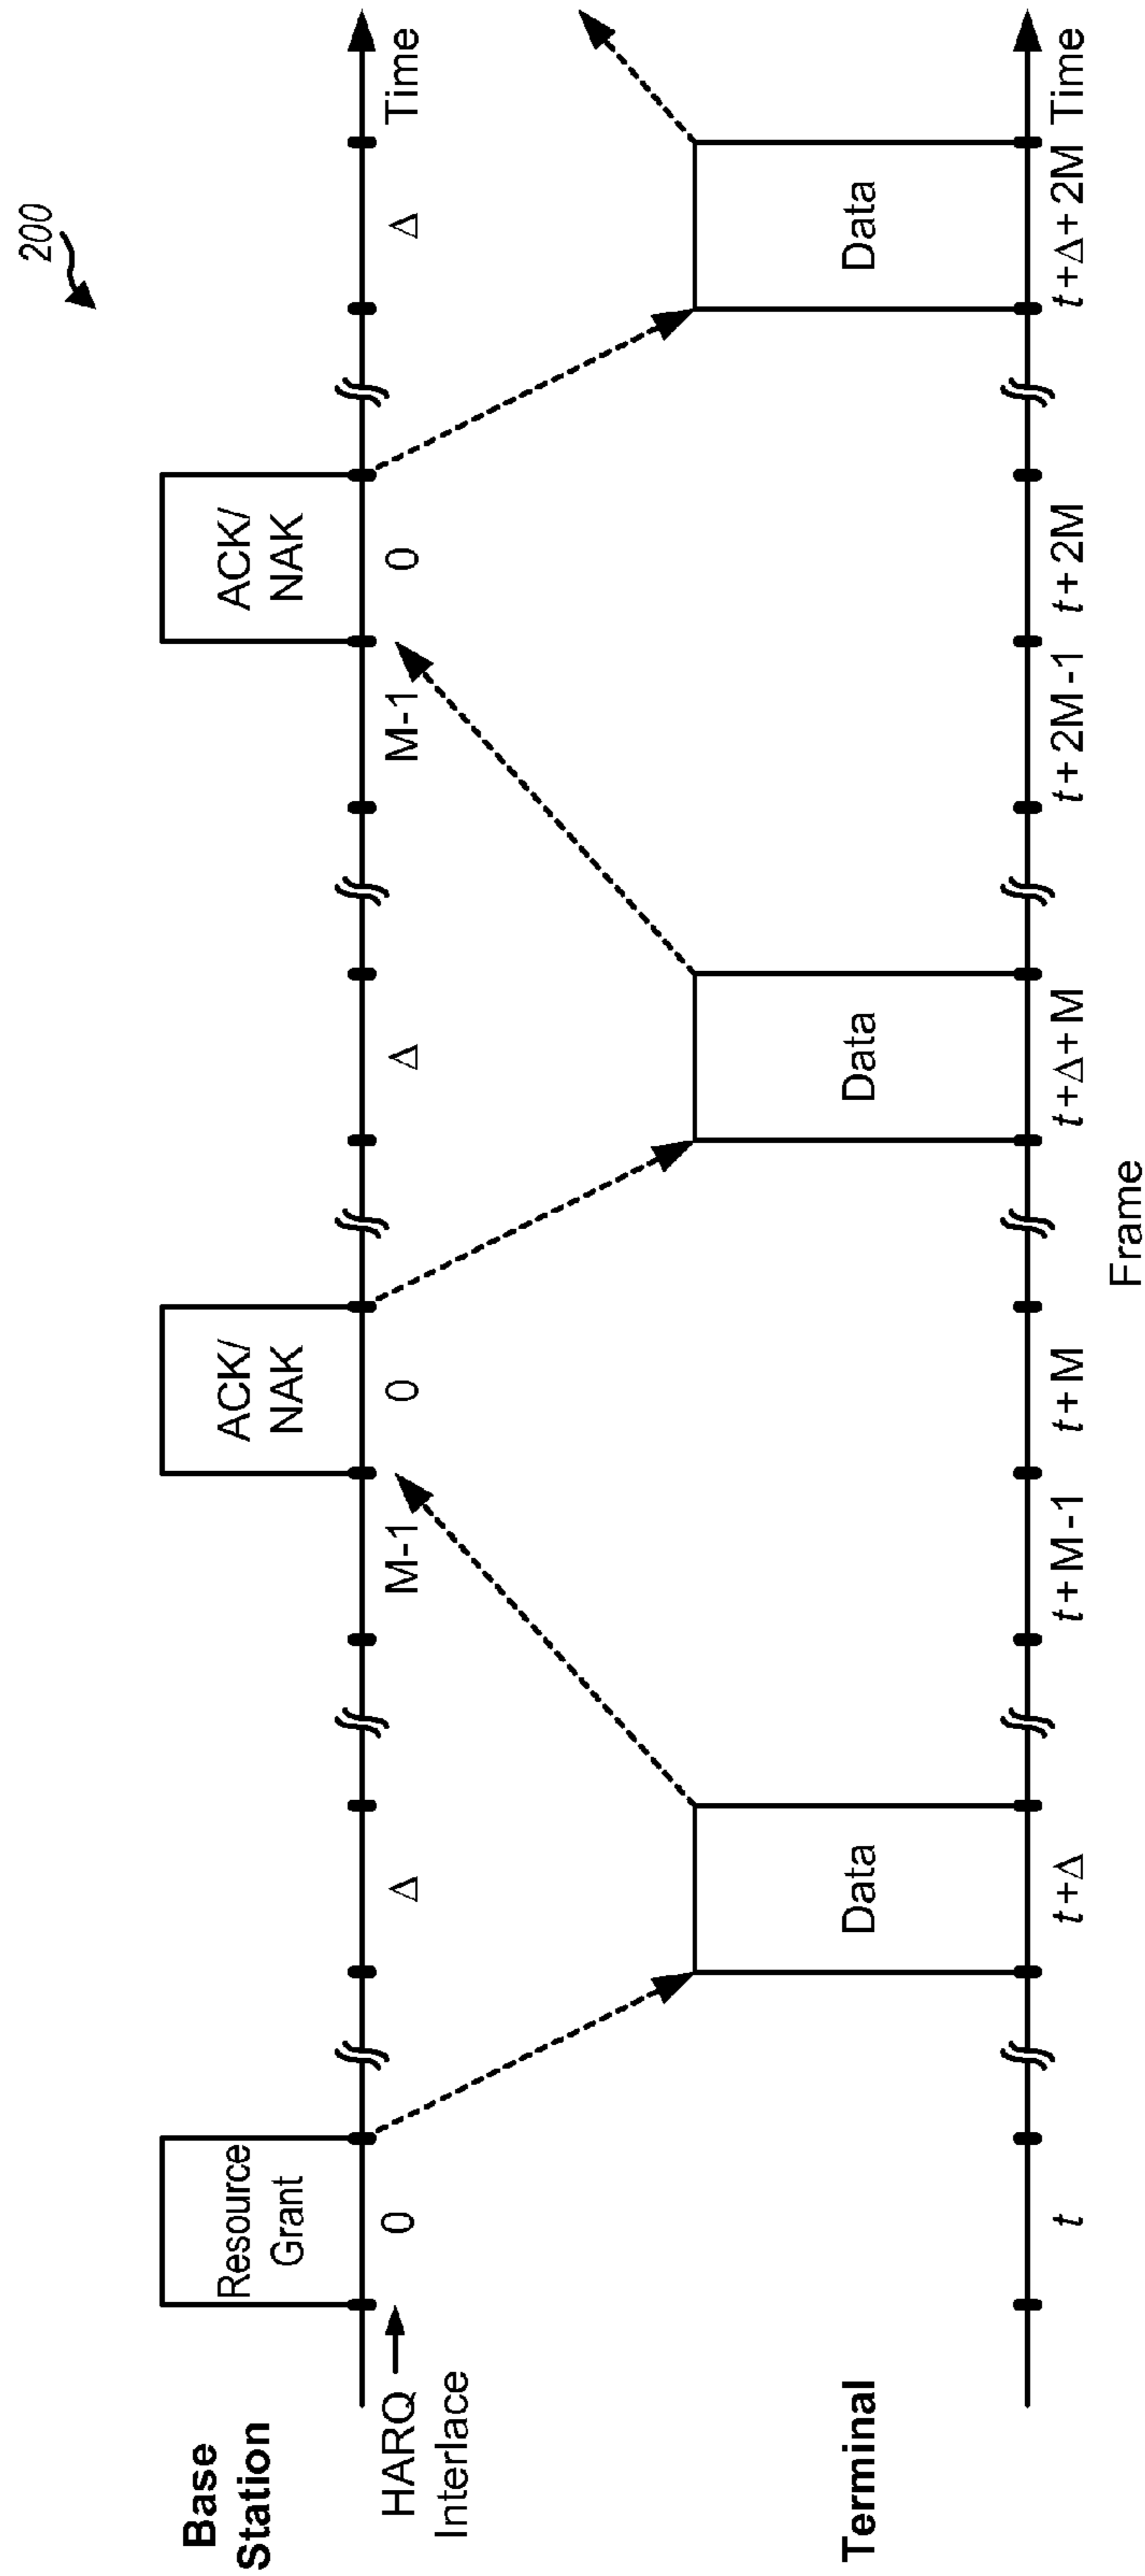 200
Base
Station
Resource
Grant
ACK/
NAK
ACK/
NAK
HARQ
Interlace
0
Δ
M-1
0
Δ
M-1
0
Δ
Time
Terminal
Data
Data
Data
t
t+Δ
t+M-1
t+M
t+Δ+M
t+2M-1
t+2M
t+Δ+2M
Time
Frame